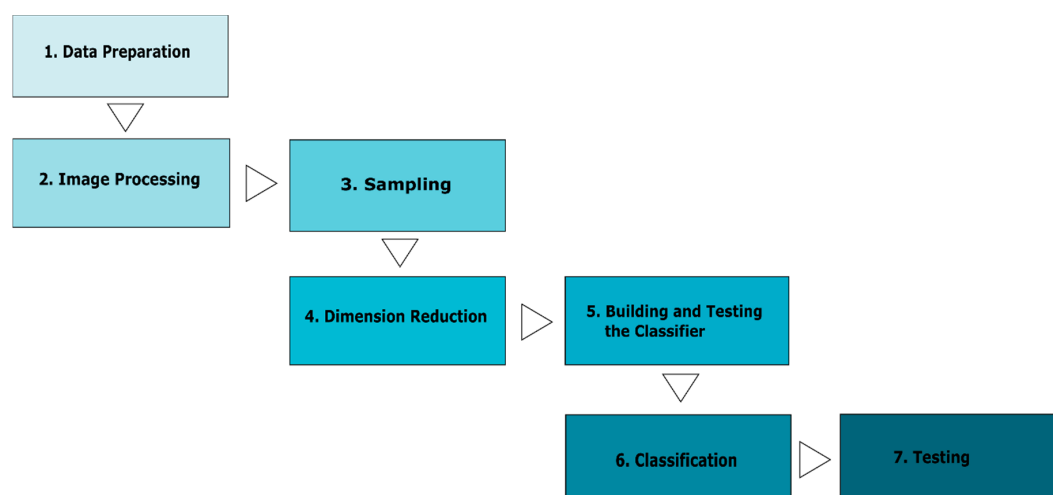 1. Data Preparation
2. Image Processing
3. Sampling
4. Dimension Reduction
5. Building and Testing
the Classifier
6. Classification
7. Testing